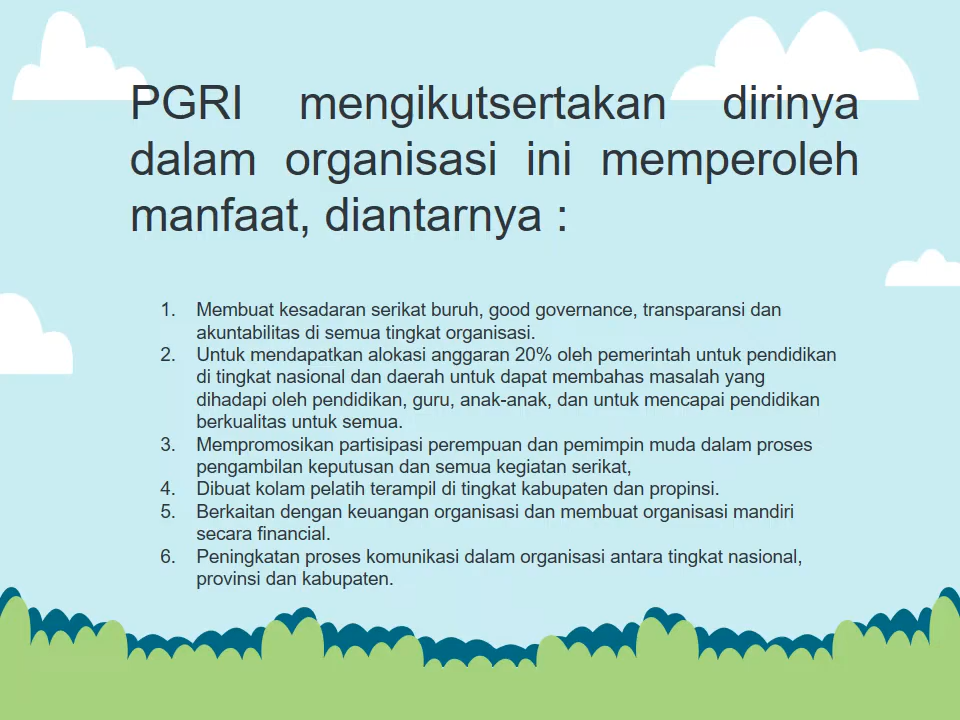 PGRI mengikutsertakan dirinya
dalam organisasi ini memperoleh
manfaat, diantarnya :
1. Membuat kesadaran serikat buruh, good governance, transparansi dan
akuntabilitas di semua tingkat organisasi.
2. Untuk mendapatkan alokasi anggaran 20% oleh pemerintah untuk pendidikan
di tingkat nasional dan daerah untuk dapat membahas masalah yang
dihadapi oleh pendidikan, guru, anak-anak, dan untuk mencapai pendidikan
berkualitas untuk semua.
3. Mempromosikan partisipasi perempuan dan pemimpin muda dalam proses
pengambilan keputusan dan semua kegiatan serikat,
4. Dibuat kolam pelatih terampil di tingkat kabupaten dan propinsi.
5. Berkaitan dengan keuangan organisasi dan membuat organisasi mandiri
secara financial.
6. Peningkatan proses komunikasi dalam organisasi antara tingkat nasional,
provinsi dan kabupaten.